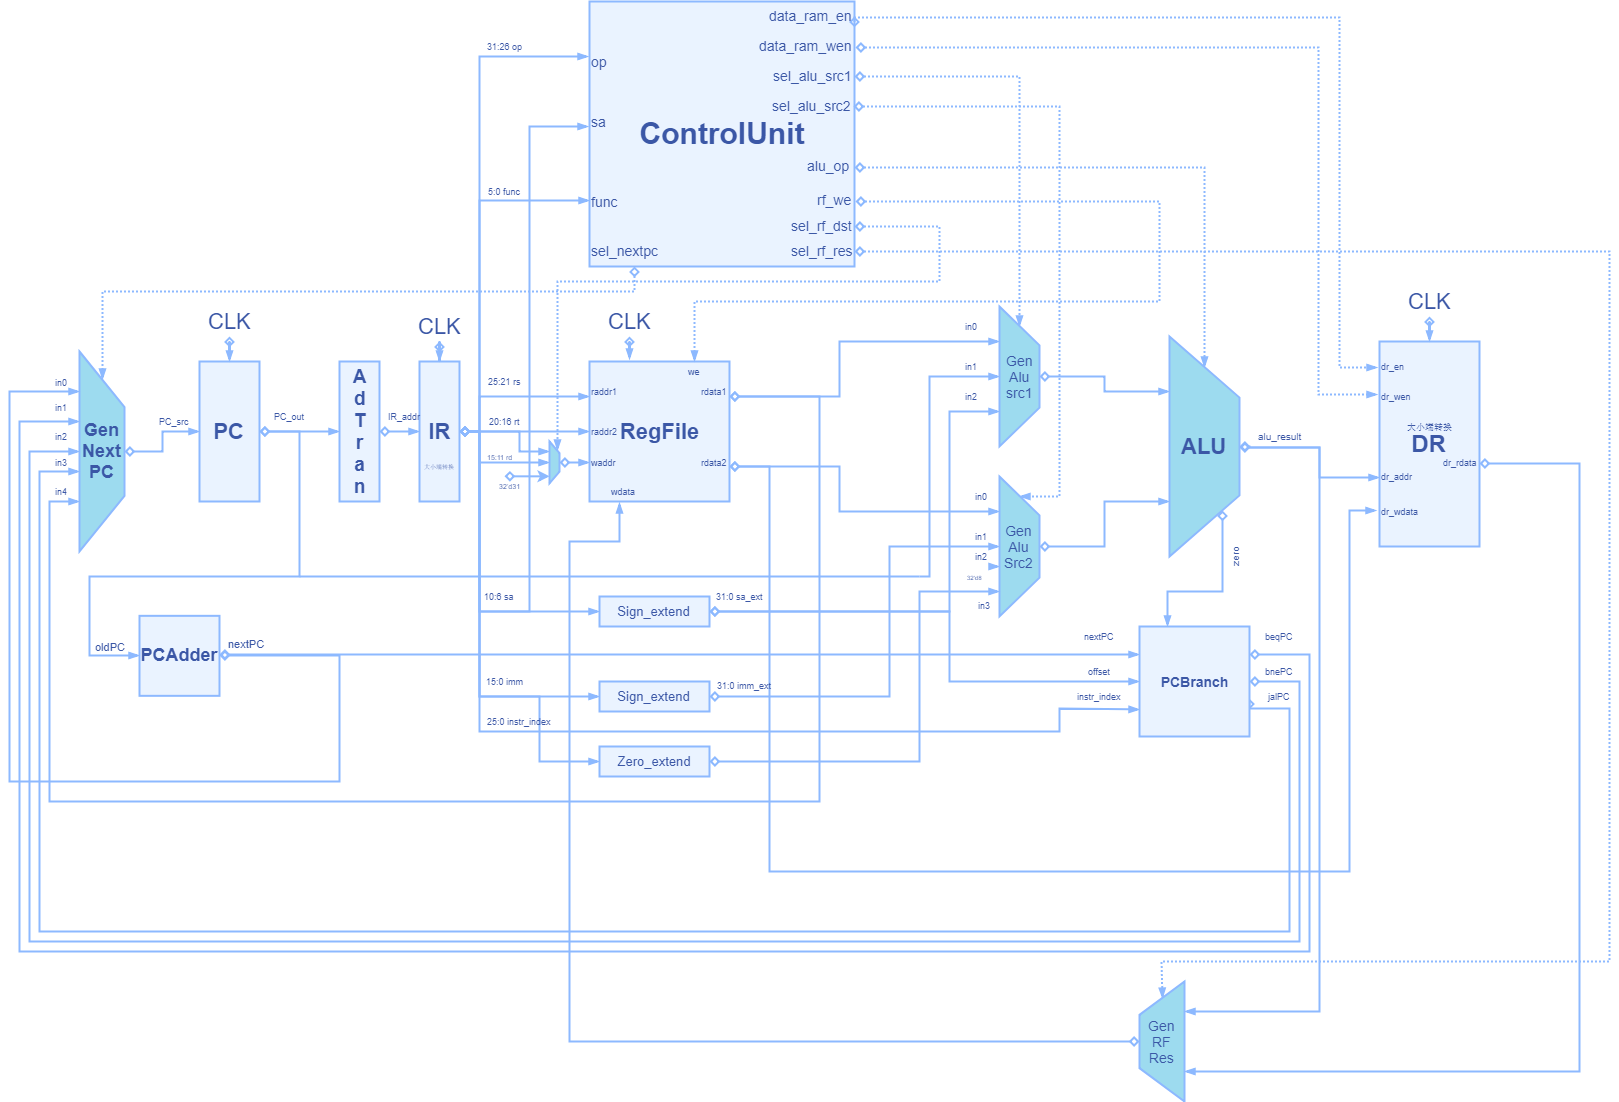 data_ram_en
data_ram_wen
sel_alu_src1
sel_alu_src2
alu_op
rf_we
sel_rf_dst
sel_rf_res
op
sa
func
sel_nextpc
ControlUnit
31:26 op
5:0 func
CLK
CLK
CLK
CLK
in0
in1
in2
in3
in4
Gen
Next
PC
PC_src
PC
PC_out
A
d
T
r
a
n
IR_addr
IR
大小端转换
25:21 rs
20:16 rt
15:11 rd
32'd31
we
raddr1
raddr2
waddr
wdata
rdata1
rdata2
RegFile
in0
in1
in2
Gen
Alu
src1
in0
in1
in2
32'd8
in3
Gen
Alu
Src2
ALU
alu_result
zero
dr_en
dr_wen
大小端转换
DR
dr_rdata
dr_addr
dr_wdata
10:6 sa
Sign_extend
31:0 sa_ext
oldPC
PCAdder
nextPC
15:0 imm
Sign_extend
31:0 imm_ext
25:0 instr_index
Zero_extend
nextPC
offset
instr_index
PCBranch
beqPC
bnePC
jalPC
Gen
RF
Res